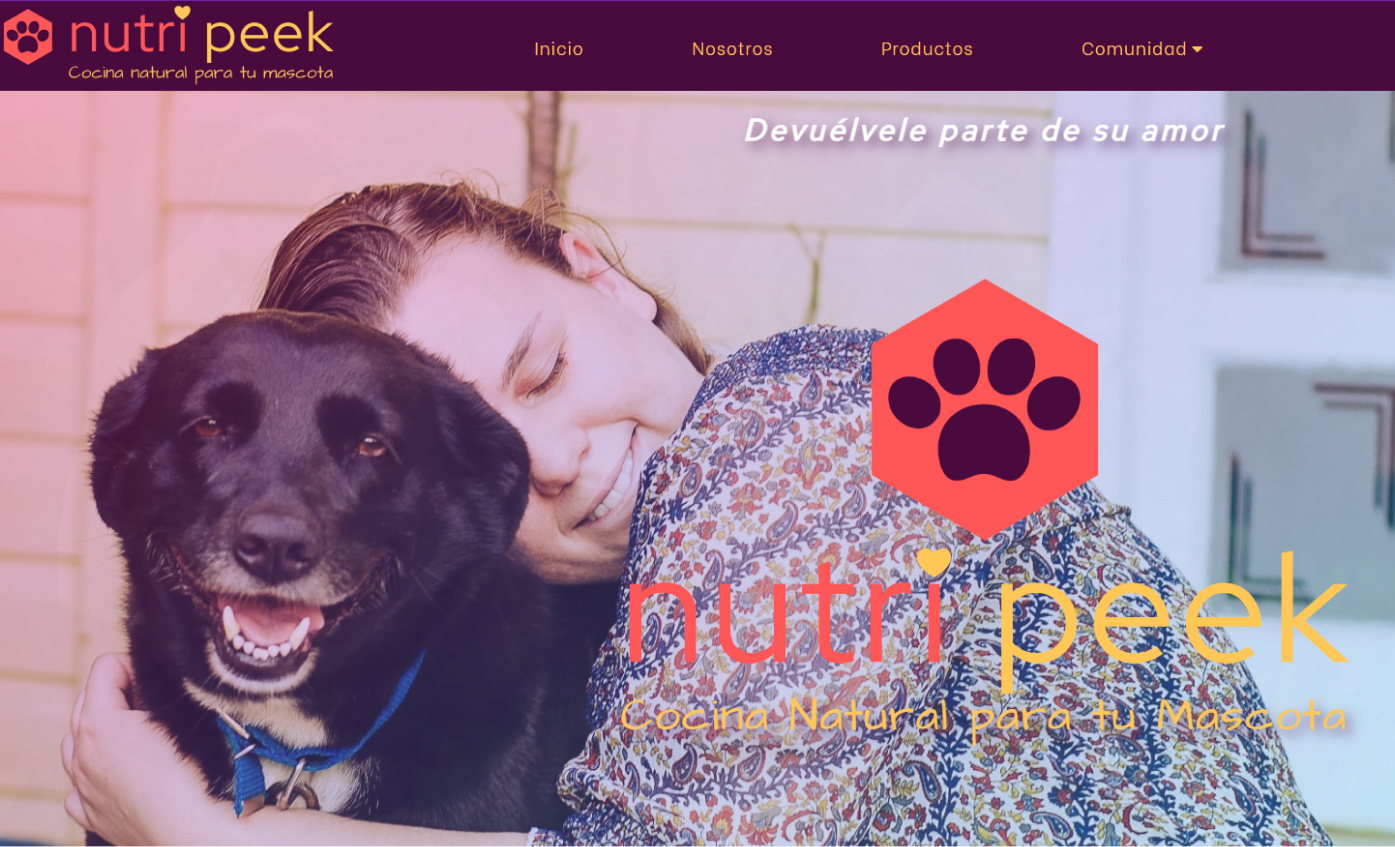 nutri peek
Cocina natural para tu mascota
Inicio
Nosotros
Productos
Comunidad
Devuélvele parte de su amor
nutri peek
Cocina Natural para tu Mascota